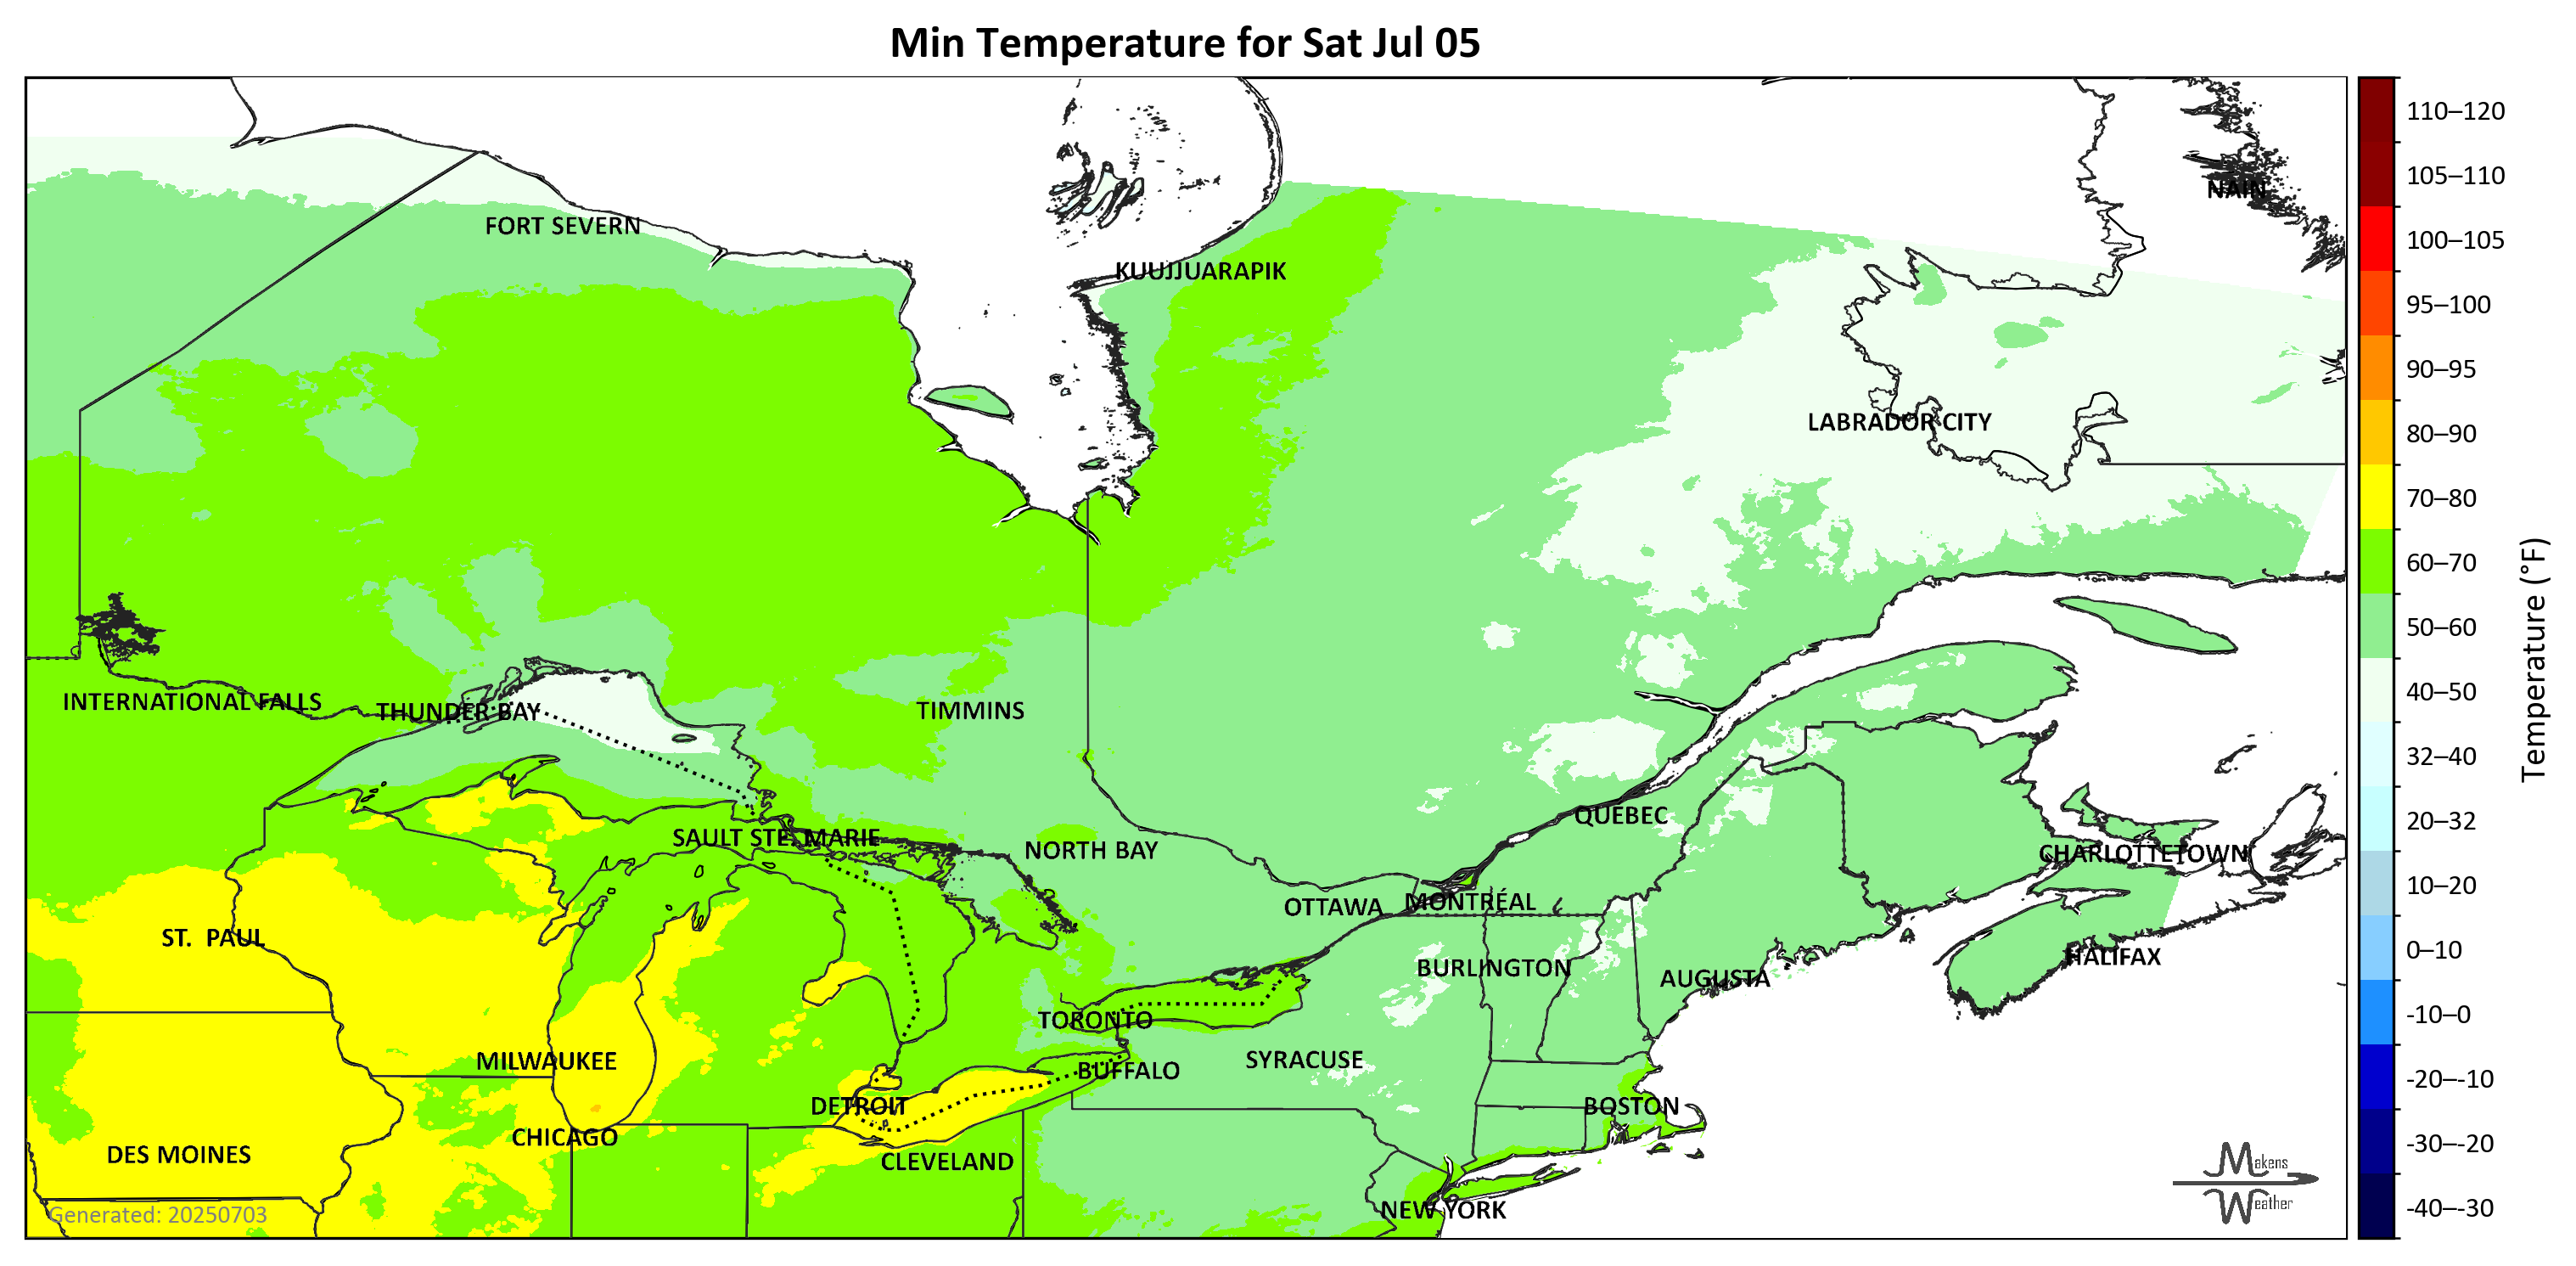 Min Temperature for Sat Jul 05
110–120
105–110
NAIN
FORT SEVERN
100–105
KUUJJUARAPIK
95–100
90–95
LABRADOR CITY
80–90
70–80
60–70
50–60
Temperature (°F)
40–50
INTERNATIONAL FALLS
THUNDER BAY
TIMMINS
32–40
QUÉBEC
20–32
SAULT STE. MARIE
NORTH BAY
CHARLOTTETOWN
10–20
OTTAWA
MONTRÉAL
ST. PAUL
0–10
HALIFAX
BURLINGTON
AUGUSTA
-10–0
TORONTO
MILWAUKEE
SYRACUSE
BUFFALO
-20–-10
DETROIT
BOSTON
CHICAGO
-30–-20
DES MOINES
CLEVELAND
Makens
Weather
-40–-30
NEW YORK
Generated: 20250703